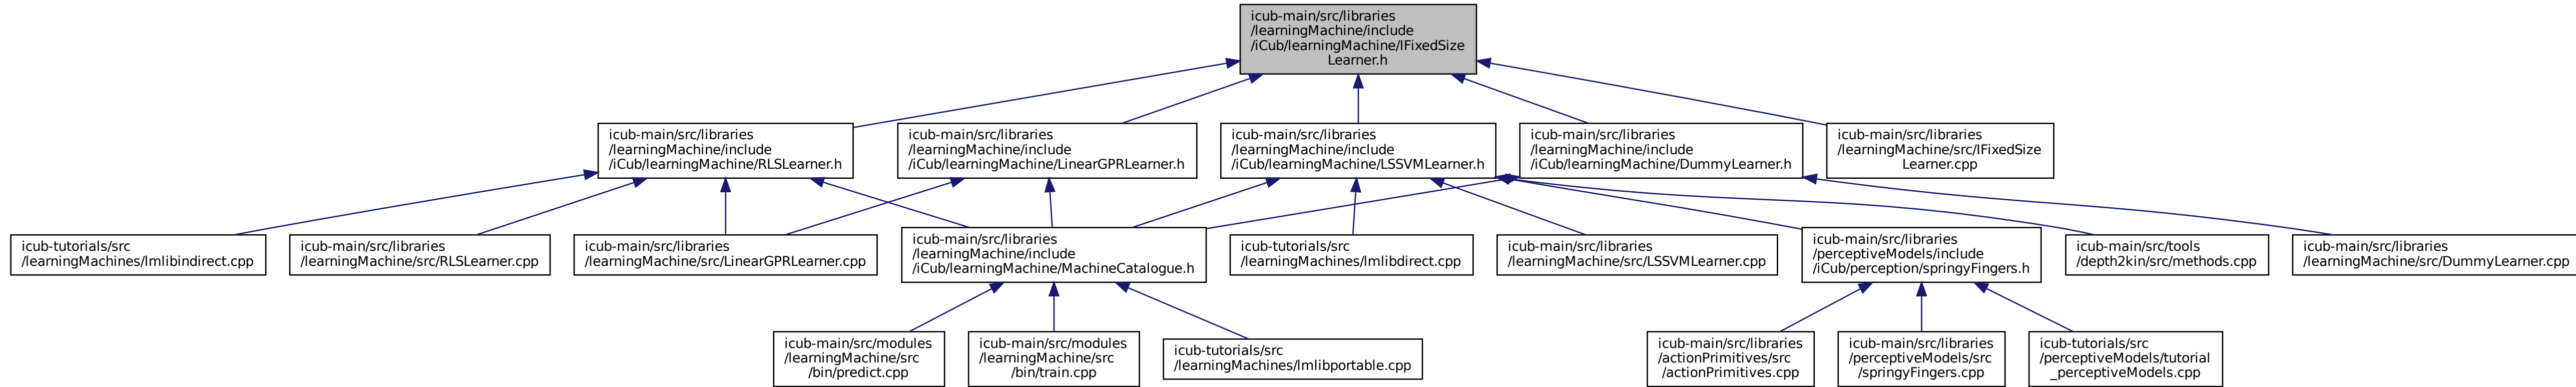 icub-main/src/libraries
/learningMachine/include
/iCub/learningMachine/IFixedSize
Learner.h
icub-main/src/libraries
/learningMachine/include
/iCub/learningMachine/RLSLearner.h
icub-main/src/libraries
/learningMachine/include
/iCub/learningMachine/LinearGPRLearner.h
icub-main/src/libraries
/learningMachine/include
/iCub/learningMachine/LSSVMLearner.h
icub-main/src/libraries
/learningMachine/include
/iCub/learningMachine/DummyLearner.h
icub-main/src/libraries
/learningMachine/src/IFixedSize
Learner.cpp
icub-tutorials/src
/learningMachines/lmlibindirect.cpp
icub-main/src/libraries
/learningMachine/src/RLSLearner.cpp
icub-main/src/libraries
/learningMachine/src/LinearGPRLearner.cpp
icub-main/src/libraries
/learningMachine/include
/iCub/learningMachine/MachineCatalogue.h
icub-tutorials/src
/learningMachines/lmlibdirect.cpp
icub-main/src/libraries
/learningMachine/src/LSSVMLearner.cpp
icub-main/src/libraries
/perceptiveModels/include
/iCub/perception/springyFingers.h
icub-main/src/tools
/depth2kin/src/methods.cpp
icub-main/src/libraries
/learningMachine/src/DummyLearner.cpp
icub-main/src/modules
/learningMachine/src
/bin/predict.cpp
icub-main/src/modules
/learningMachine/src
/bin/train.cpp
icub-tutorials/src
/learningMachines/lmlibportable.cpp
icub-main/src/libraries
/actionPrimitives/src
/actionPrimitives.cpp
icub-main/src/libraries
/perceptiveModels/src
/springyFingers.cpp
icub-tutorials/src
/perceptiveModels/tutorial
_perceptiveModels.cpp